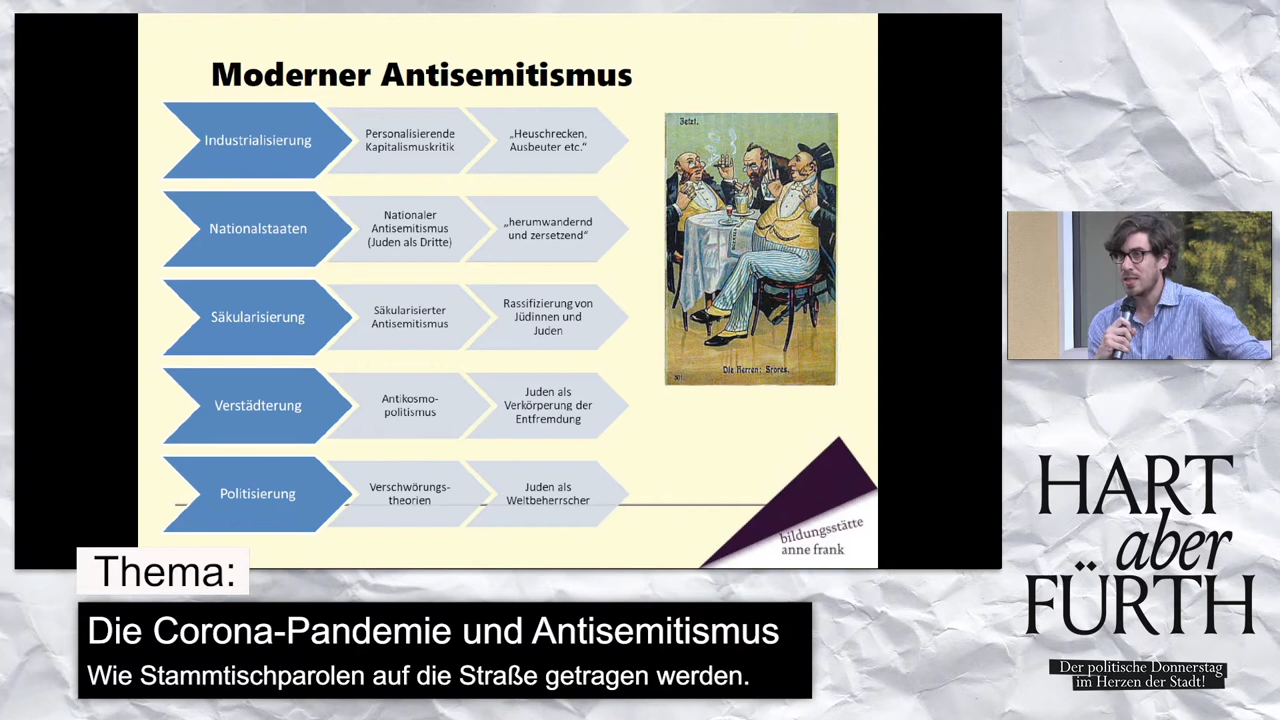 Moderner Antisemitismus
Industrialisierung
Personalisierende
Kapitalismuskritik
„Heuschrecken,
Ausbeuter etc.“
Nationalstaaten
Nationaler
Antisemitismus
(Juden als Dritte)
„herumwandernd
und zersetzend“
Säkularisierung
Säkularisierter
Antisemitismus
Rassifizierung von
Jüdinnen und
Juden
Verstädterung
Antikosmo-
politismus
Juden als
Verkörperung der
Entfremdung
Politisierung
Verschwörungs-
theorien
Juden als
Weltbeherrscher
Jetzt.
Die Herren: Srores.
bildungsstätte
anne frank
Thema:
Die Corona-Pandemie und Antisemitismus
Wie Stammtischparolen auf die Straße getragen werden.
HART
aber
FÜRTH
Der politische Donnerstag
im Herzen der Stadt!